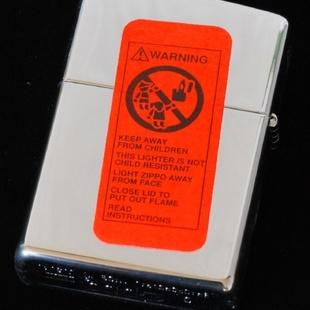 WARNING
KEEP AWAY
FROM CHILDREN
THIS LIGHTER IS NOT
CHILD RESISTANT
LIGHT ZIPPO AWAY
FROM FACE
CLOSE LID TO
PUT OUT FLAME
READ
INSTRUCTIONS